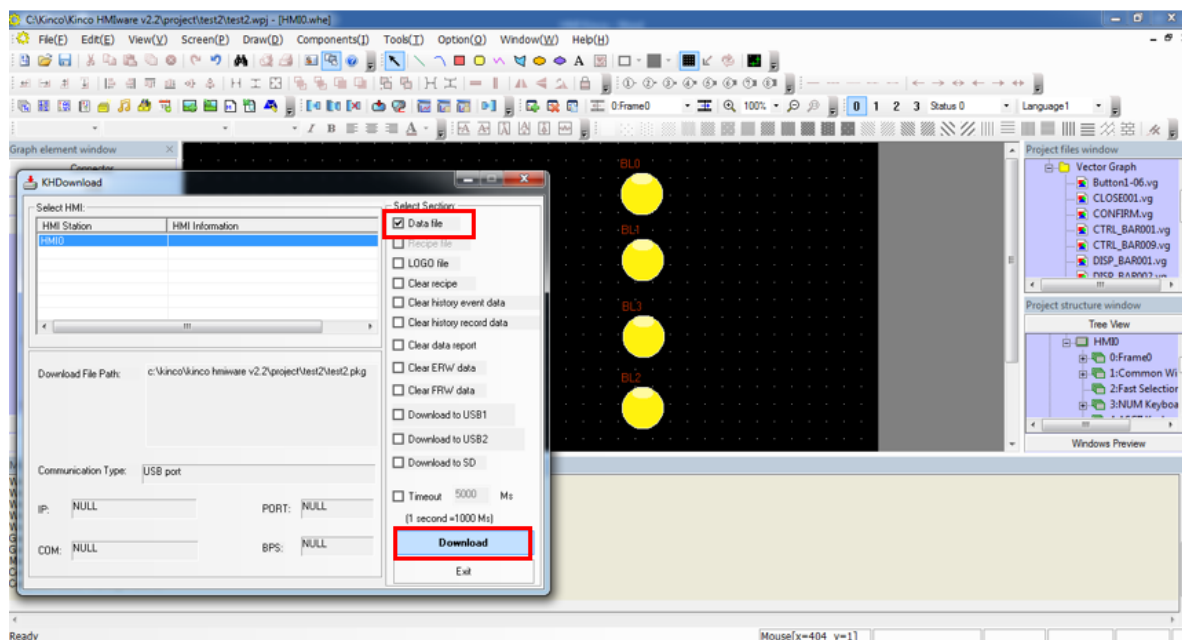 C:\Kinco\Kinco HMIware v2.2\project\test2\test2.wpj - [HMI0.whe]
File(F) Edit(E) View(V) Screen(P) Draw(D) Components(J) Tools(T) Option(O) Window(W) Help(H)
0:Frame0 100% 0 1 2 3 Status 0 Language1
Graph element window
Connector
Project files window
Vector Graph
Button1-06.vg
CLOSE001.vg
CONFIRM.vg
CTRL_BAR001.vg
CTRL_BAR009.vg
DISP_BAR001.vg
DISP_BAR002.vg
Project structure window
Tree View
HMI0
0:Frame0
1:Common Wi
2:Fast Selection
3:NUM Keyboa
Windows Preview
BL0
BL1
BL3
BL2
KHDownload
Select HMI:
HMI Station HMI Information
HMI0
Download File Path: c:\kinco\kinco hmiware v2.2\project\test2\test2.pkg
Communication Type: USB port
IP: NULL PORT: NULL
COM: NULL BPS: NULL
Select Section:
Data file
Recipe file
LOGO file
Clear recipe
Clear history event data
Clear history record data
Clear data report
Clear ERW data
Clear FRW data
Download to USB1
Download to USB2
Download to SD
Timeout 5000 Ms
(1 second =1000 Ms)
Download
Exit
Ready
Mouse[x=404 y=1]